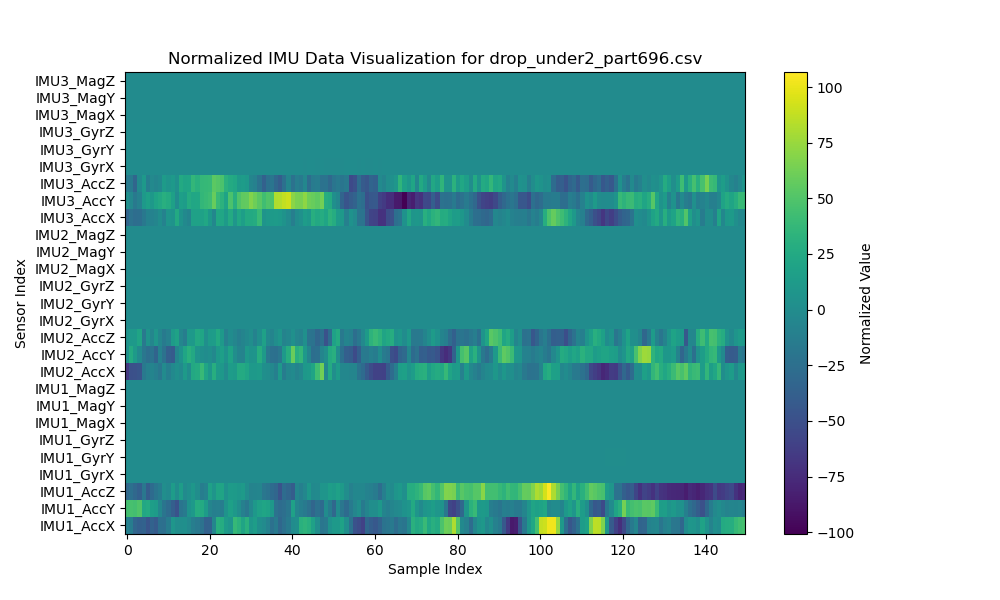 Normalized IMU Data Visualization for drop_under2_part696.csv
IMU3_MagZ
IMU3_MagY
IMU3_MagX
IMU3_GyrZ
IMU3_GyrY
IMU3_GyrX
IMU3_AccZ
IMU3_AccY
IMU3_AccX
IMU2_MagZ
IMU2_MagY
IMU2_MagX
IMU2_GyrZ
IMU2_GyrY
IMU2_GyrX
IMU2_AccZ
IMU2_AccY
IMU2_AccX
IMU1_MagZ
IMU1_MagY
IMU1_MagX
IMU1_GyrZ
IMU1_GyrY
IMU1_GyrX
IMU1_AccZ
IMU1_AccY
IMU1_AccX
Sensor Index
0 20 40 60 80 100 120 140
Sample Index
100
75
50
25
0
−25
−50
−75
−100
Normalized Value